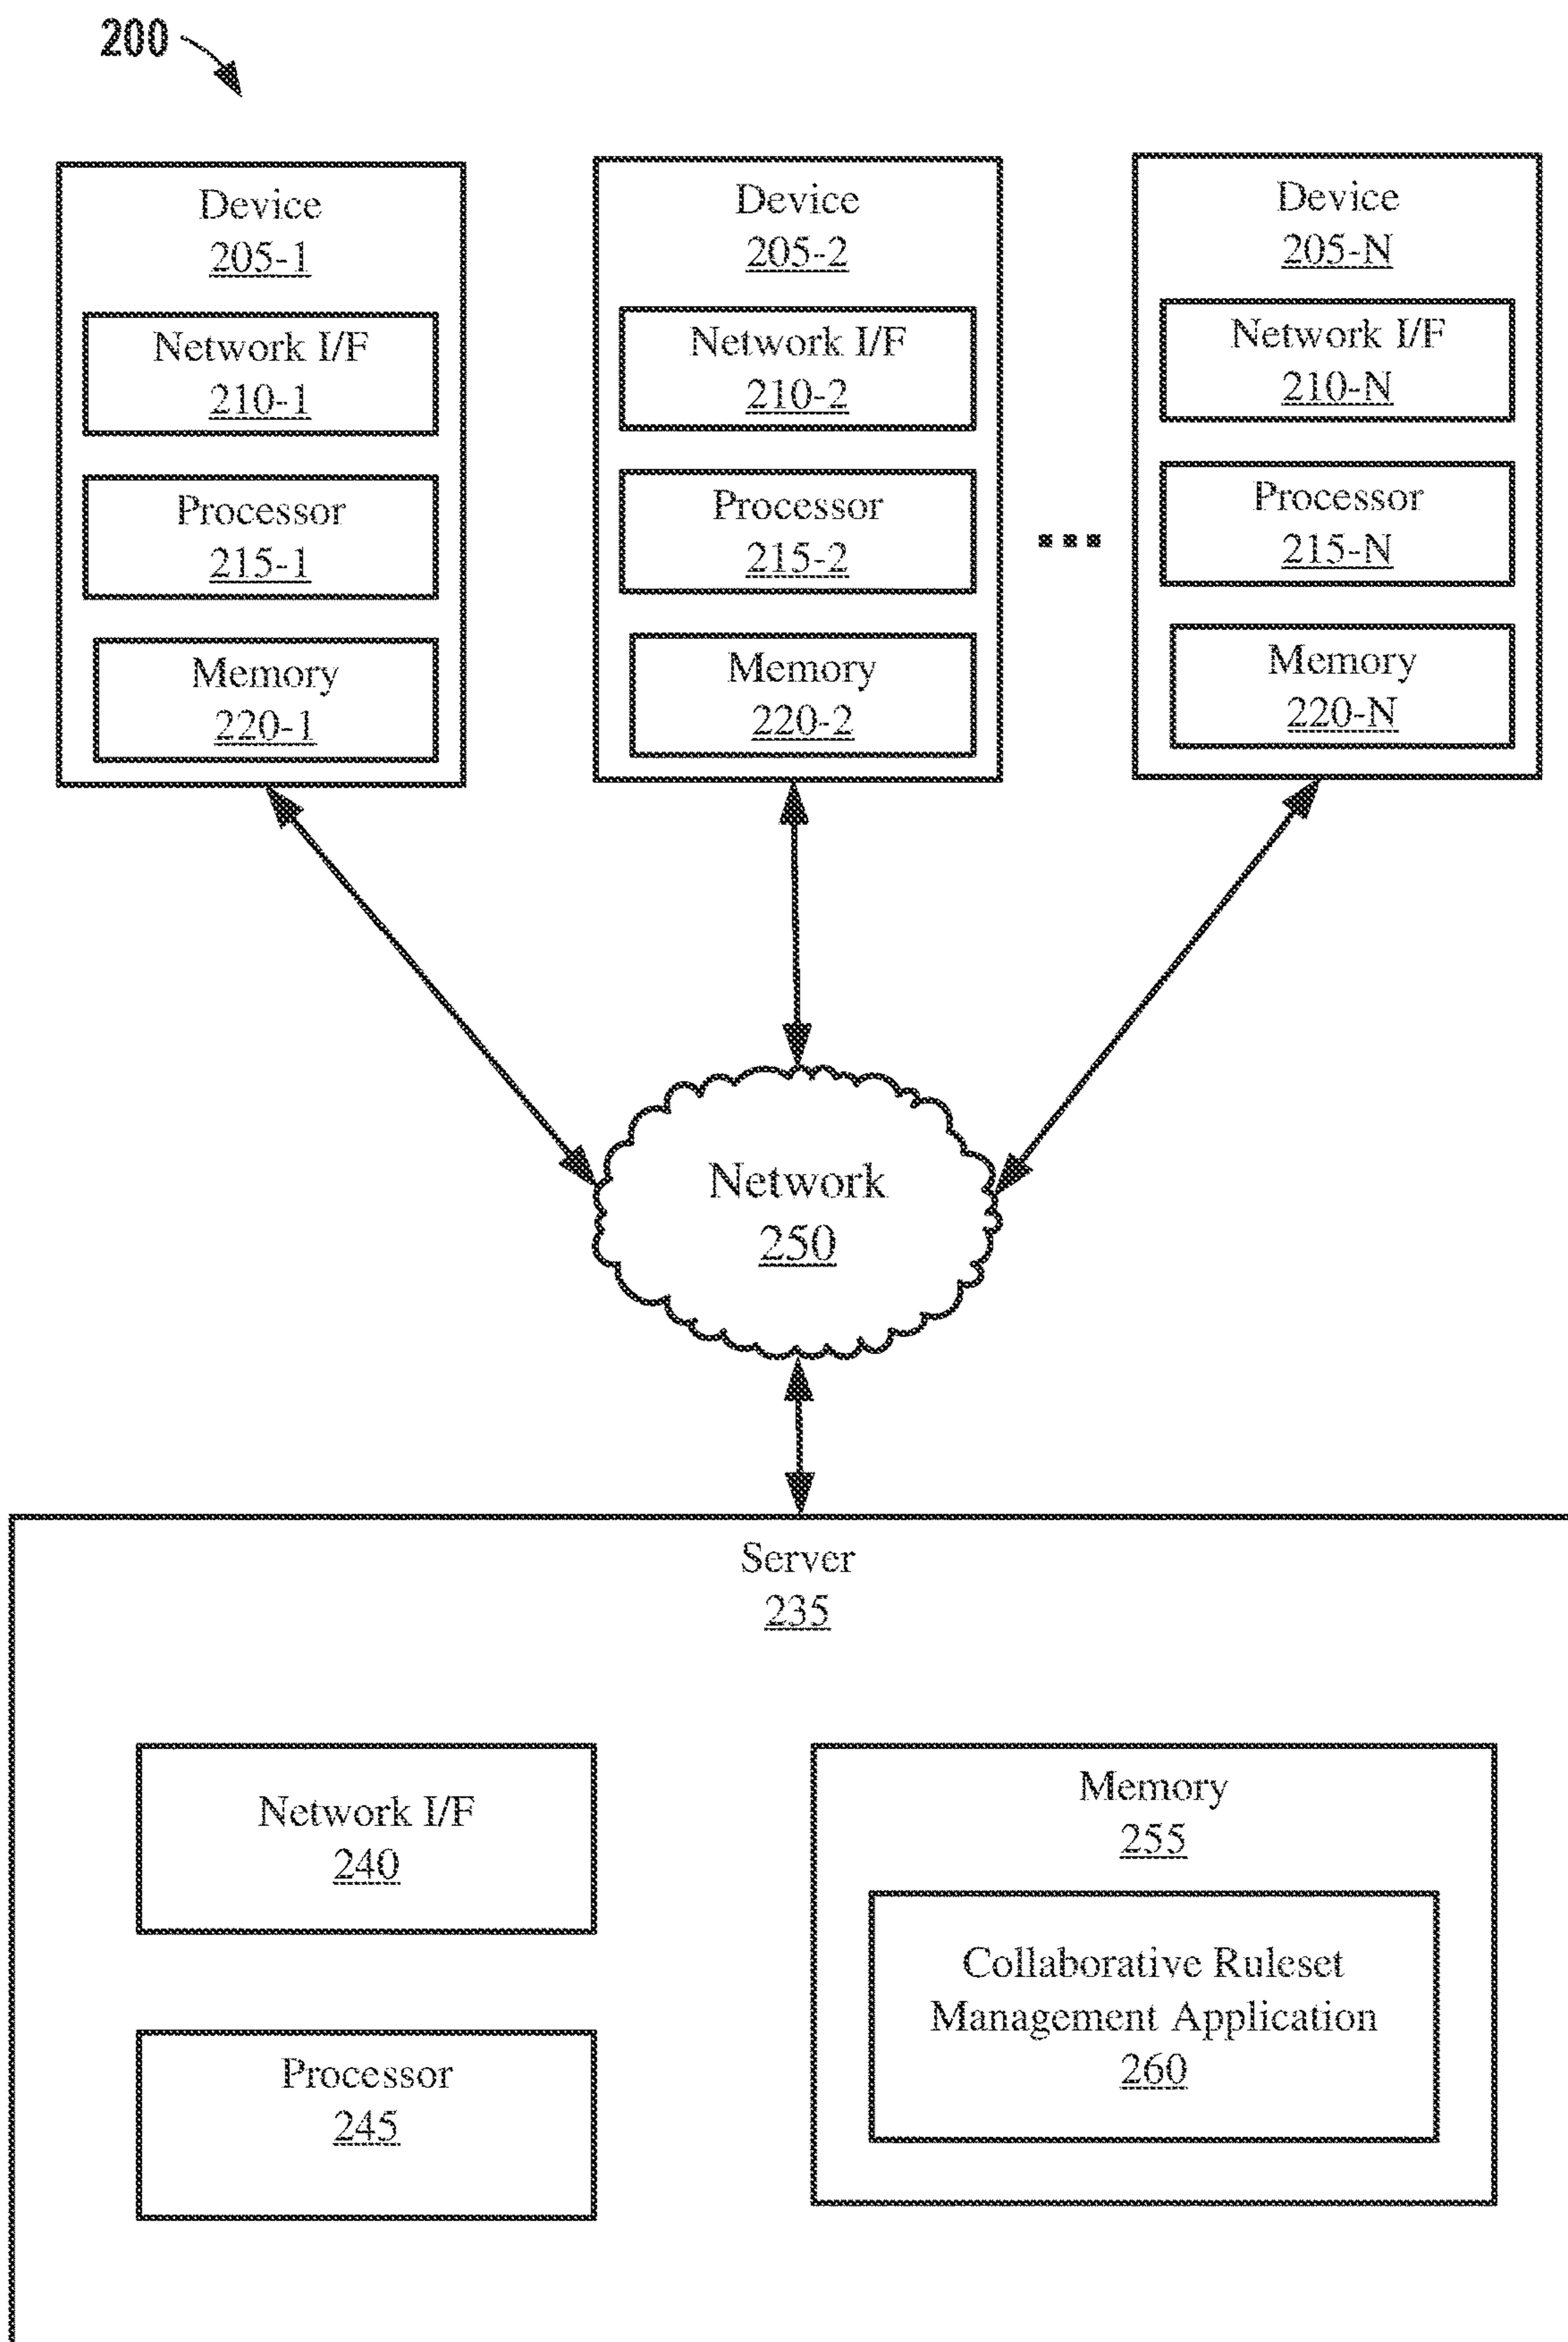 200
Device
205-1
Network I/F
210-1
Processor
215-1
Memory
220-1
Device
205-2
Network I/F
210-2
Processor
215-2
Memory
220-2
...
Device
205-N
Network I/F
210-N
Processor
215-N
Memory
220-N
Network
250
Server
235
Network I/F
240
Processor
245
Memory
255
Collaborative Ruleset
Management Application
260